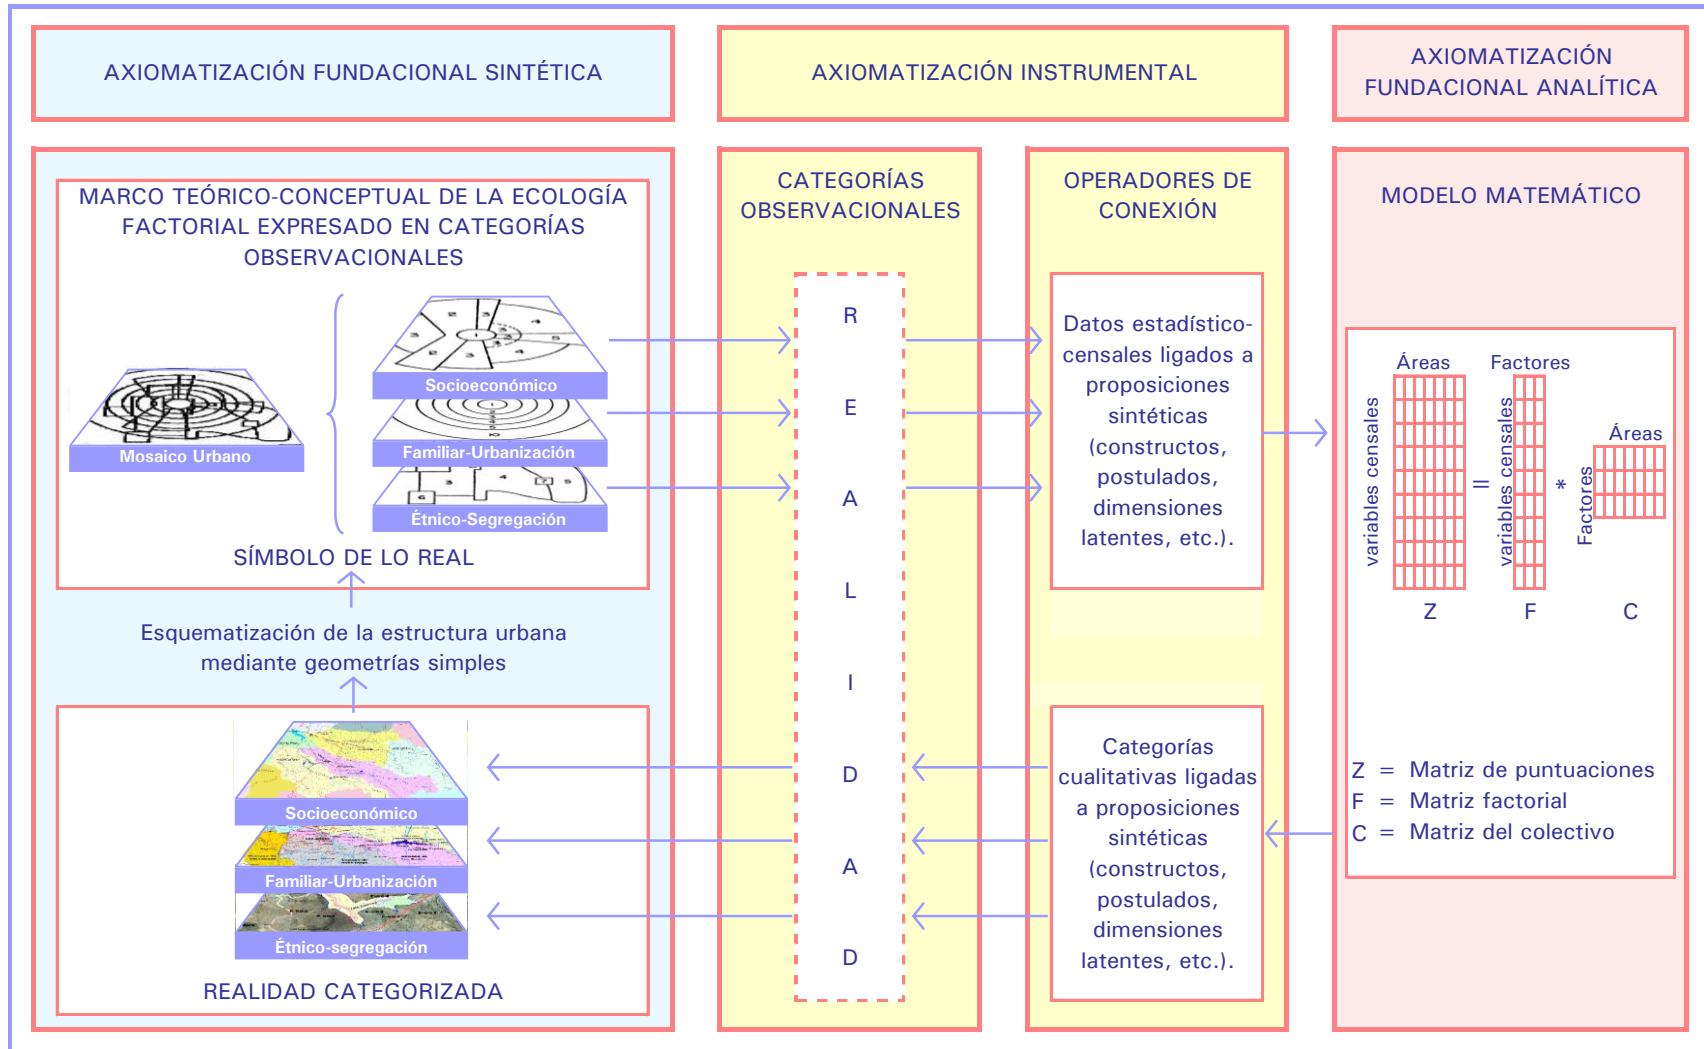 AXIOMATIZACIÓN FUNDACIONAL SINTÉTICA
AXIOMATIZACIÓN INSTRUMENTAL
AXIOMATIZACIÓN
FUNDACIONAL ANALÍTICA
MARCO TEÓRICO-CONCEPTUAL DE LA ECOLOGÍA
FACTORIAL EXPRESADO EN CATEGORÍAS
OBSERVACIONALES
Mosaico Urbano
Socioeconómico
Familiar-Urbanización
Étnico-Segregación
SÍMBOLO DE LO REAL
Esquematización de la estructura urbana
mediante geometrías simples
Socioeconómico
Familiar-Urbanización
Étnico-segregación
REALIDAD CATEGORIZADA
CATEGORÍAS
OBSERVACIONALES
R
E
A
L
I
D
A
D
OPERADORES DE
CONEXIÓN
Datos estadístico-
censales ligados a
proposiciones
sintéticas
(constructos,
postulados,
dimensiones
latentes, etc.).
Categorías
cualitativas ligadas
a proposiciones
sintéticas
(constructos,
postulados,
dimensiones
latentes, etc.).
MODELO MATEMÁTICO
Áreas
variables censales
Z
=
Factores
variables censales
F
*
Áreas
Factores
C
Z = Matriz de puntuaciones
F = Matriz factorial
C = Matriz del colectivo